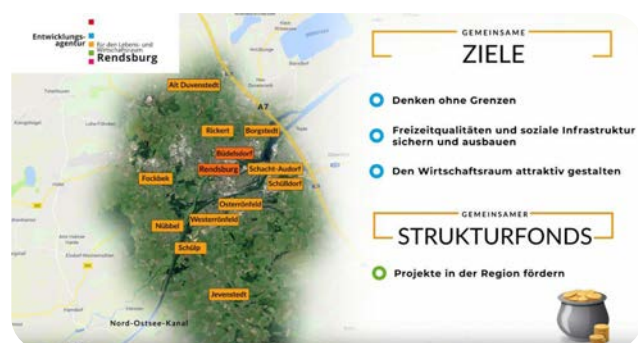 Entwicklungs-
agentur
für den Lebens- und
Wirtschaftsraum
Rendsburg
Alt Duvenstedt
A7
Rickert
Borgstedt
Büdelsdorf
Rendsburg
Schacht-Audorf
Fockbek
Schülldorf
Osterrönfeld
Westerrönfeld
Nübbel
Schülp
Jevenstedt
Nord-Ostsee-Kanal
GEMEINSAME
ZIELE
Denken ohne Grenzen
Freizeitqualitäten und soziale Infrastruktur
sichern und ausbauen
Den Wirtschaftsraum attraktiv gestalten
GEMEINSAMER
STRUKTURFONDS
Projekte in der Region fördern